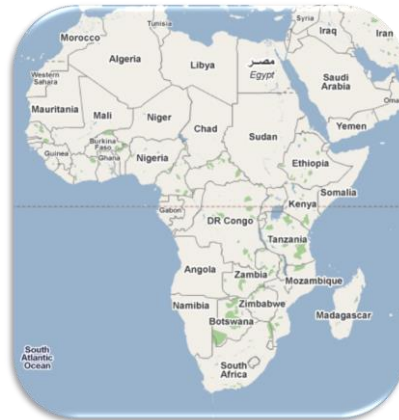 Tunisia
Syria
Morocco
Iraq
Iran
Algeria
Libya
مصر
Egypt
Western
Sahara
Saudi
Arabia
Oma
Mauritania
Mali
Niger
Chad
Sudan
Yemen
Burkina
Faso
Guinea
Ghana
Nigeria
Ethiopia
Somalia
Gabon
Kenya
DR Congo
Tanzania
Angola
Zambia
Mozambique
Namibia
Zimbabwe
Botswana
Madagascar
South
Atlantic
Ocean
South
Africa